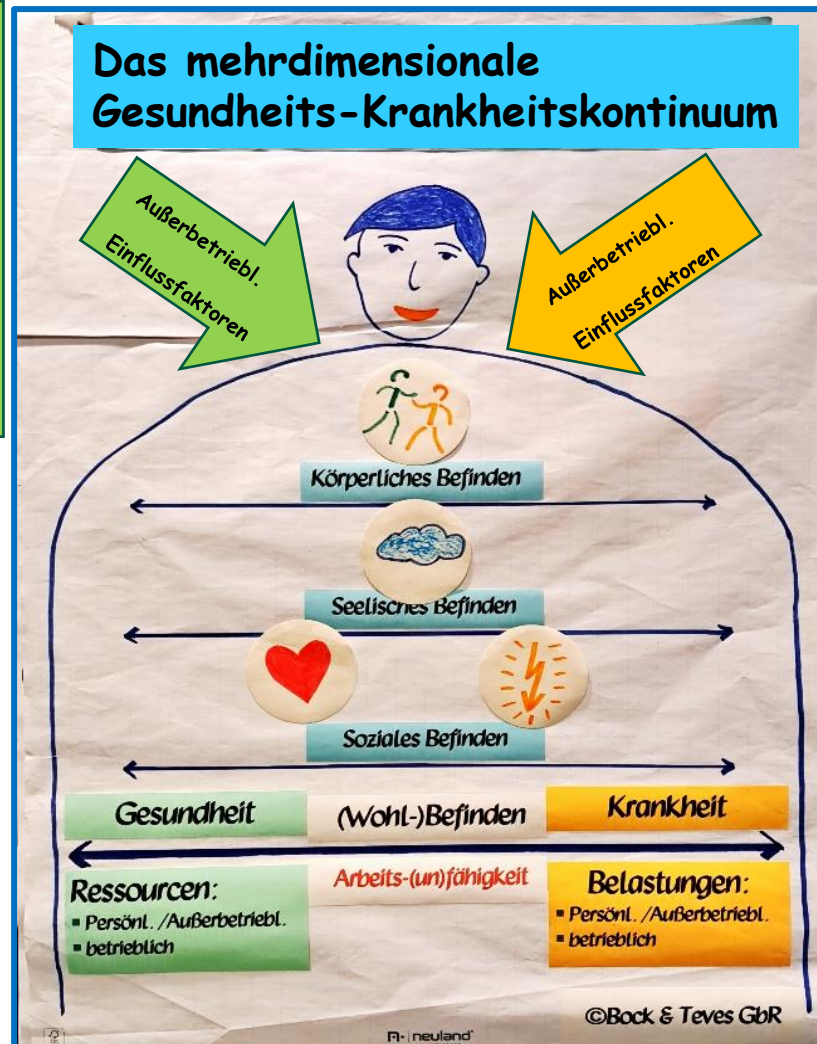 Das mehrdimensionale
Gesundheits-Krankheitskontinuum
Außerbetriebl.
Einflussfaktoren
Außerbetriebl.
Einflussfaktoren
Körperliches Befinden
Seelisches Befinden
Soziales Befinden
Gesundheit
(Wohl-)Befinden
Krankheit
Ressourcen:
▪ Persönl./Außerbetriebl.
▪ betrieblich
Arbeits-(un)fähigkeit
Belastungen:
▪ Persönl./Außerbetriebl.
▪ betrieblich
©Bock & Teves GbR
neuland